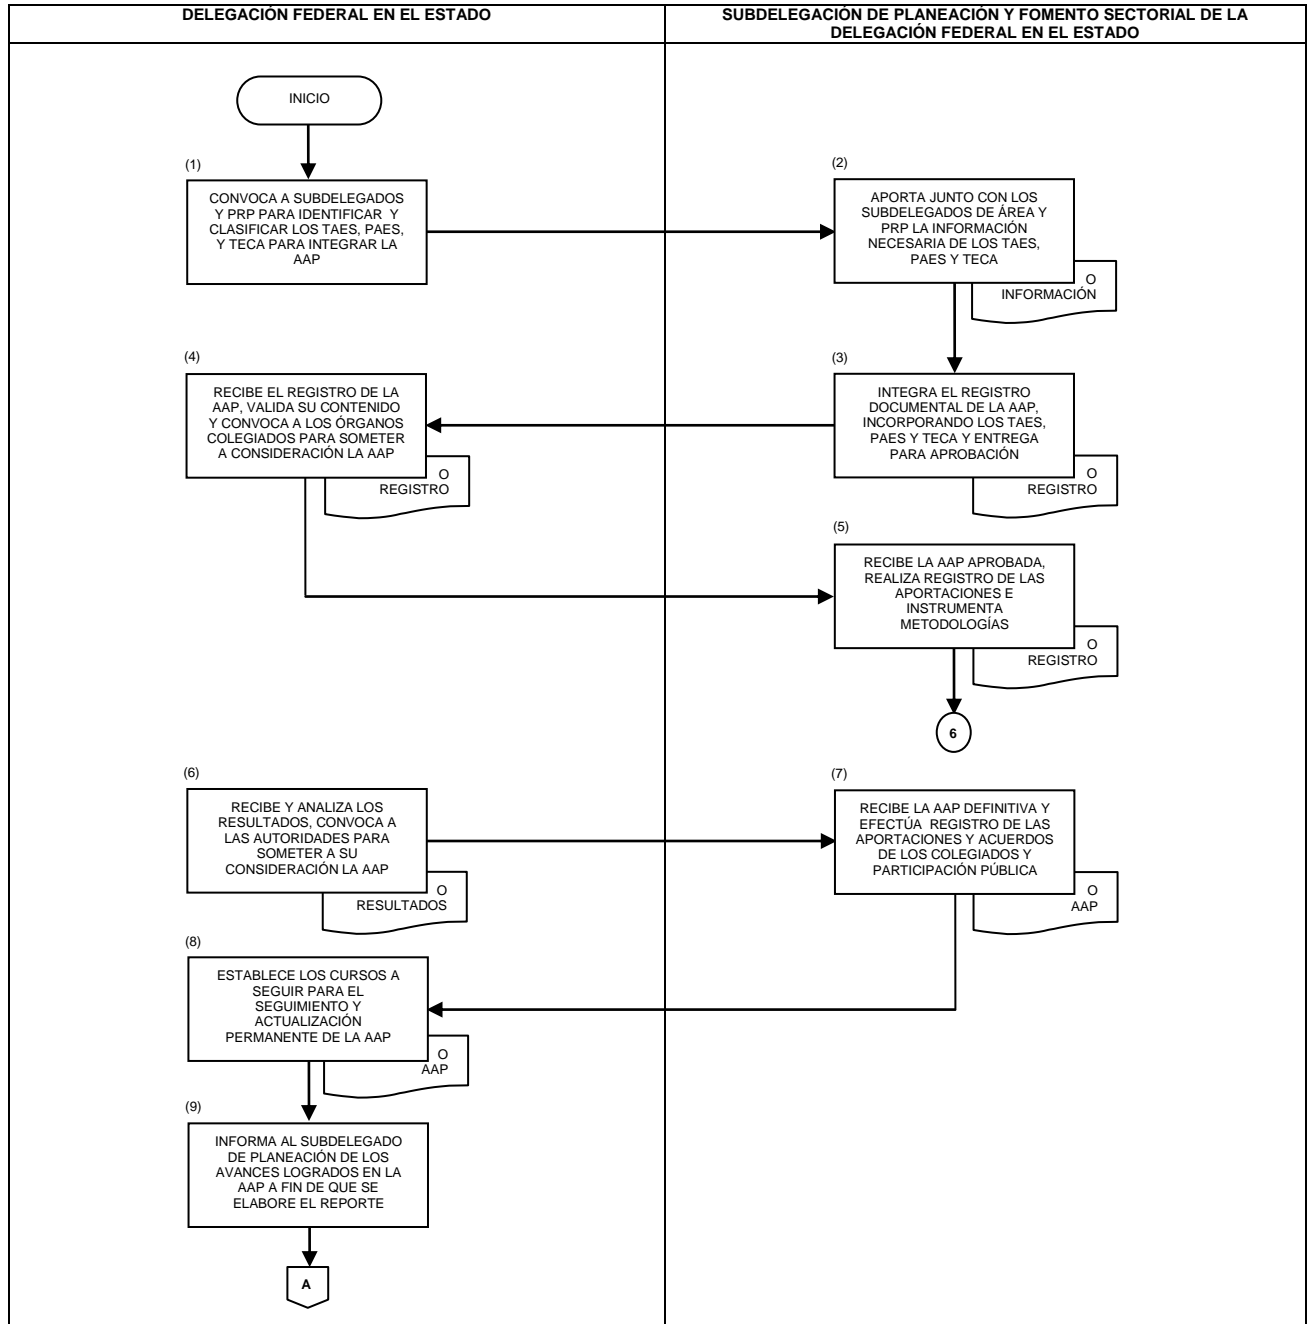 DELEGACIÓN FEDERAL EN EL ESTADO
SUBDELEGACIÓN DE PLANEACIÓN Y FOMENTO SECTORIAL DE LA
DELEGACIÓN FEDERAL EN EL ESTADO
INICIO
(1)
CONVOCA A SUBDELEGADOS
Y PRP PARA IDENTIFICAR Y
CLASIFICAR LOS TAES, PAES,
Y TECA PARA INTEGRAR LA
AAP
(2)
APORTA JUNTO CON LOS
SUBDELEGADOS DE ÁREA Y
PRP LA INFORMACIÓN
NECESARIA DE LOS TAES,
PAES Y TECA
O
INFORMACIÓN
(3)
INTEGRA EL REGISTRO
DOCUMENTAL DE LA AAP,
INCORPORANDO LOS TAES,
PAES Y TECA Y ENTREGA
PARA APROBACIÓN
O
REGISTRO
(4)
RECIBE EL REGISTRO DE LA
AAP, VALIDA SU CONTENIDO
Y CONVOCA A LOS ÓRGANOS
COLEGIADOS PARA SOMETER
A CONSIDERACIÓN LA AAP
O
REGISTRO
(5)
RECIBE LA AAP APROBADA,
REALIZA REGISTRO DE LAS
APORTACIONES E
INSTRUMENTA
METODOLOGÍAS
O
REGISTRO
6
(6)
RECIBE Y ANALIZA LOS
RESULTADOS, CONVOCA A
LAS AUTORIDADES PARA
SOMETER A SU
CONSIDERACIÓN LA AAP
O
RESULTADOS
(7)
RECIBE LA AAP DEFINITIVA Y
EFECTÚA REGISTRO DE LAS
APORTACIONES Y ACUERDOS
DE LOS COLEGIADOS Y
PARTICIPACIÓN PÚBLICA
O
AAP
(8)
ESTABLECE LOS CURSOS A
SEGUIR PARA EL
SEGUIMIENTO Y
ACTUALIZACIÓN
PERMANENTE DE LA AAP
O
AAP
(9)
INFORMA AL SUBDELEGADO
DE PLANEACIÓN DE LOS
AVANCES LOGRADOS EN LA
AAP A FIN DE QUE SE
ELABORE EL REPORTE
A